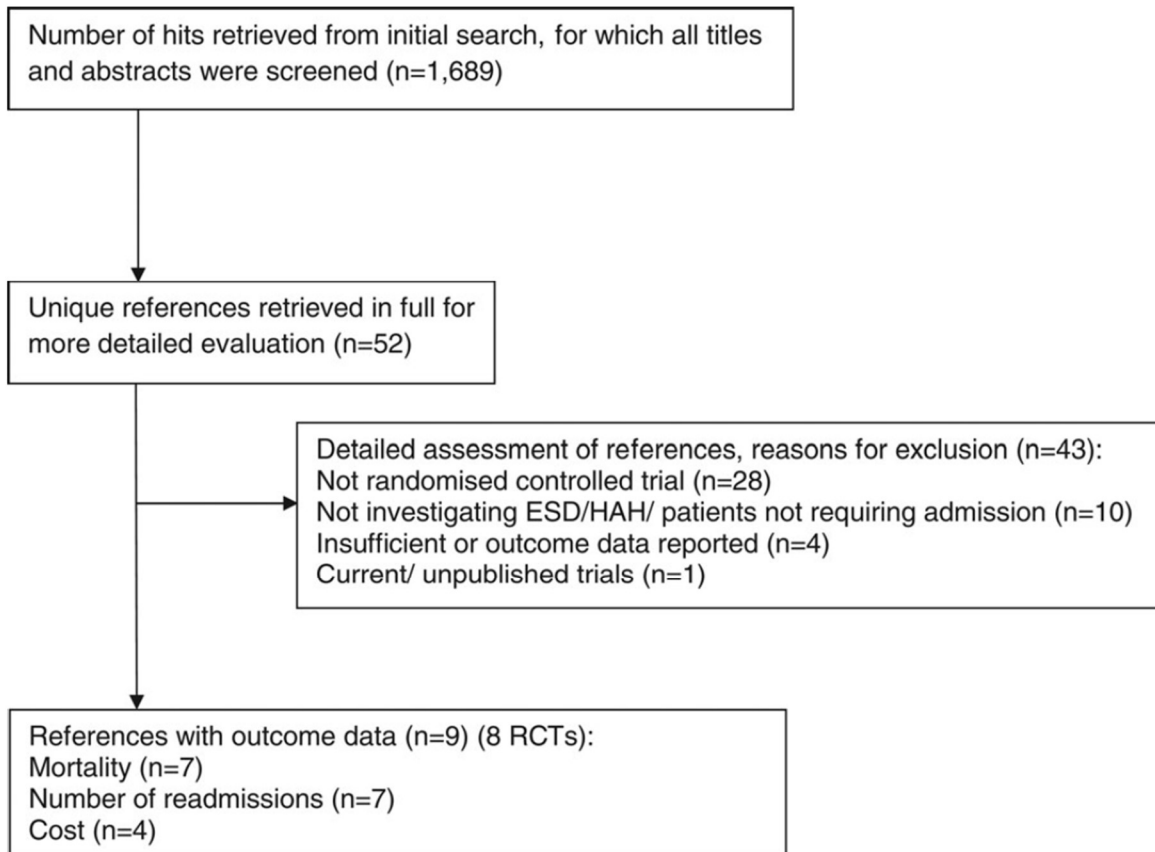 Number of hits retrieved from initial search, for which all titles
and abstracts were screened (n=1,689)
Unique references retrieved in full for
more detailed evaluation (n=52)
Detailed assessment of references, reasons for exclusion (n=43):
Not randomised controlled trial (n=28)
Not investigating ESD/HAH/ patients not requiring admission (n=10)
Insufficient or outcome data reported (n=4)
Current/ unpublished trials (n=1)
References with outcome data (n=9) (8 RCTs):
Mortality (n=7)
Number of readmissions (n=7)
Cost (n=4)